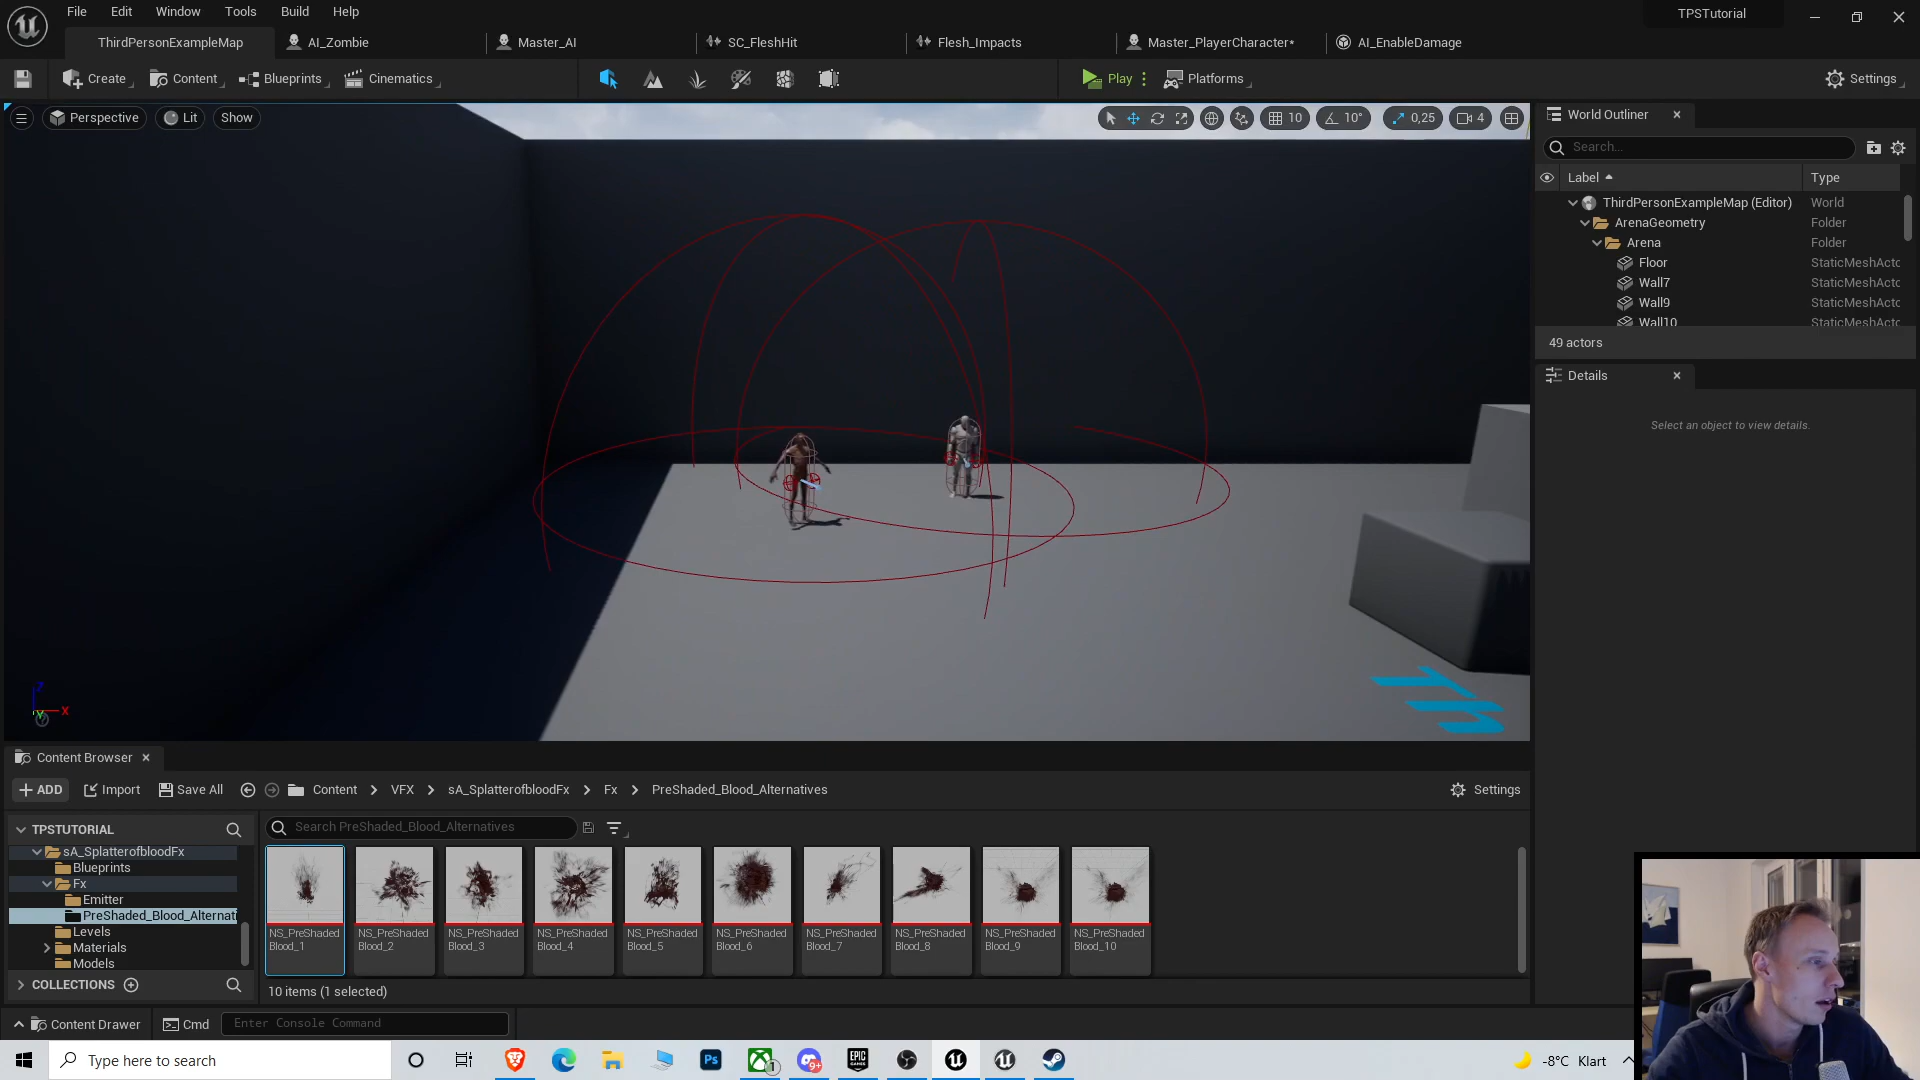 File Edit Window Tools Build Help
TPSTutorial
ThirdPersonExampleMap AI_Zombie Master_AI SC_FleshHit Flesh_Impacts Master_PlayerCharacter* AI_EnableDamage
Create Content Blueprints Cinematics Play Platforms Settings
Perspective Lit Show 10 10° 0,25 4
World Outliner
Search...
Label Type
ThirdPersonExampleMap (Editor) World
ArenaGeometry Folder
Arena Folder
Floor StaticMeshActo
Wall7 StaticMeshActo
Wall9 StaticMeshActo
Wall10 StaticMeshActo
49 actors
Details
Select an object to view details.
Z
Y X
Content Browser
ADD Import Save All Content VFX sA_SplatterofbloodFx Fx PreShaded_Blood_Alternatives Settings
TPSTUTORIAL
Search PreShaded_Blood_Alternatives
sA_SplatterofbloodFx
Blueprints
Fx
Emitter
PreShaded_Blood_Alternati
Levels
Materials
Models
COLLECTIONS
NS_PreShaded
Blood_1
NS_PreShaded
Blood_2
NS_PreShaded
Blood_3
NS_PreShaded
Blood_4
NS_PreShaded
Blood_5
NS_PreShaded
Blood_6
NS_PreShaded
Blood_7
NS_PreShaded
Blood_8
NS_PreShaded
Blood_9
NS_PreShaded
Blood_10
10 items (1 selected)
Content Drawer Cmd Enter Console Command
Type here to search
Ps
1
9+
EPIC
GAMES
-8°C Klart